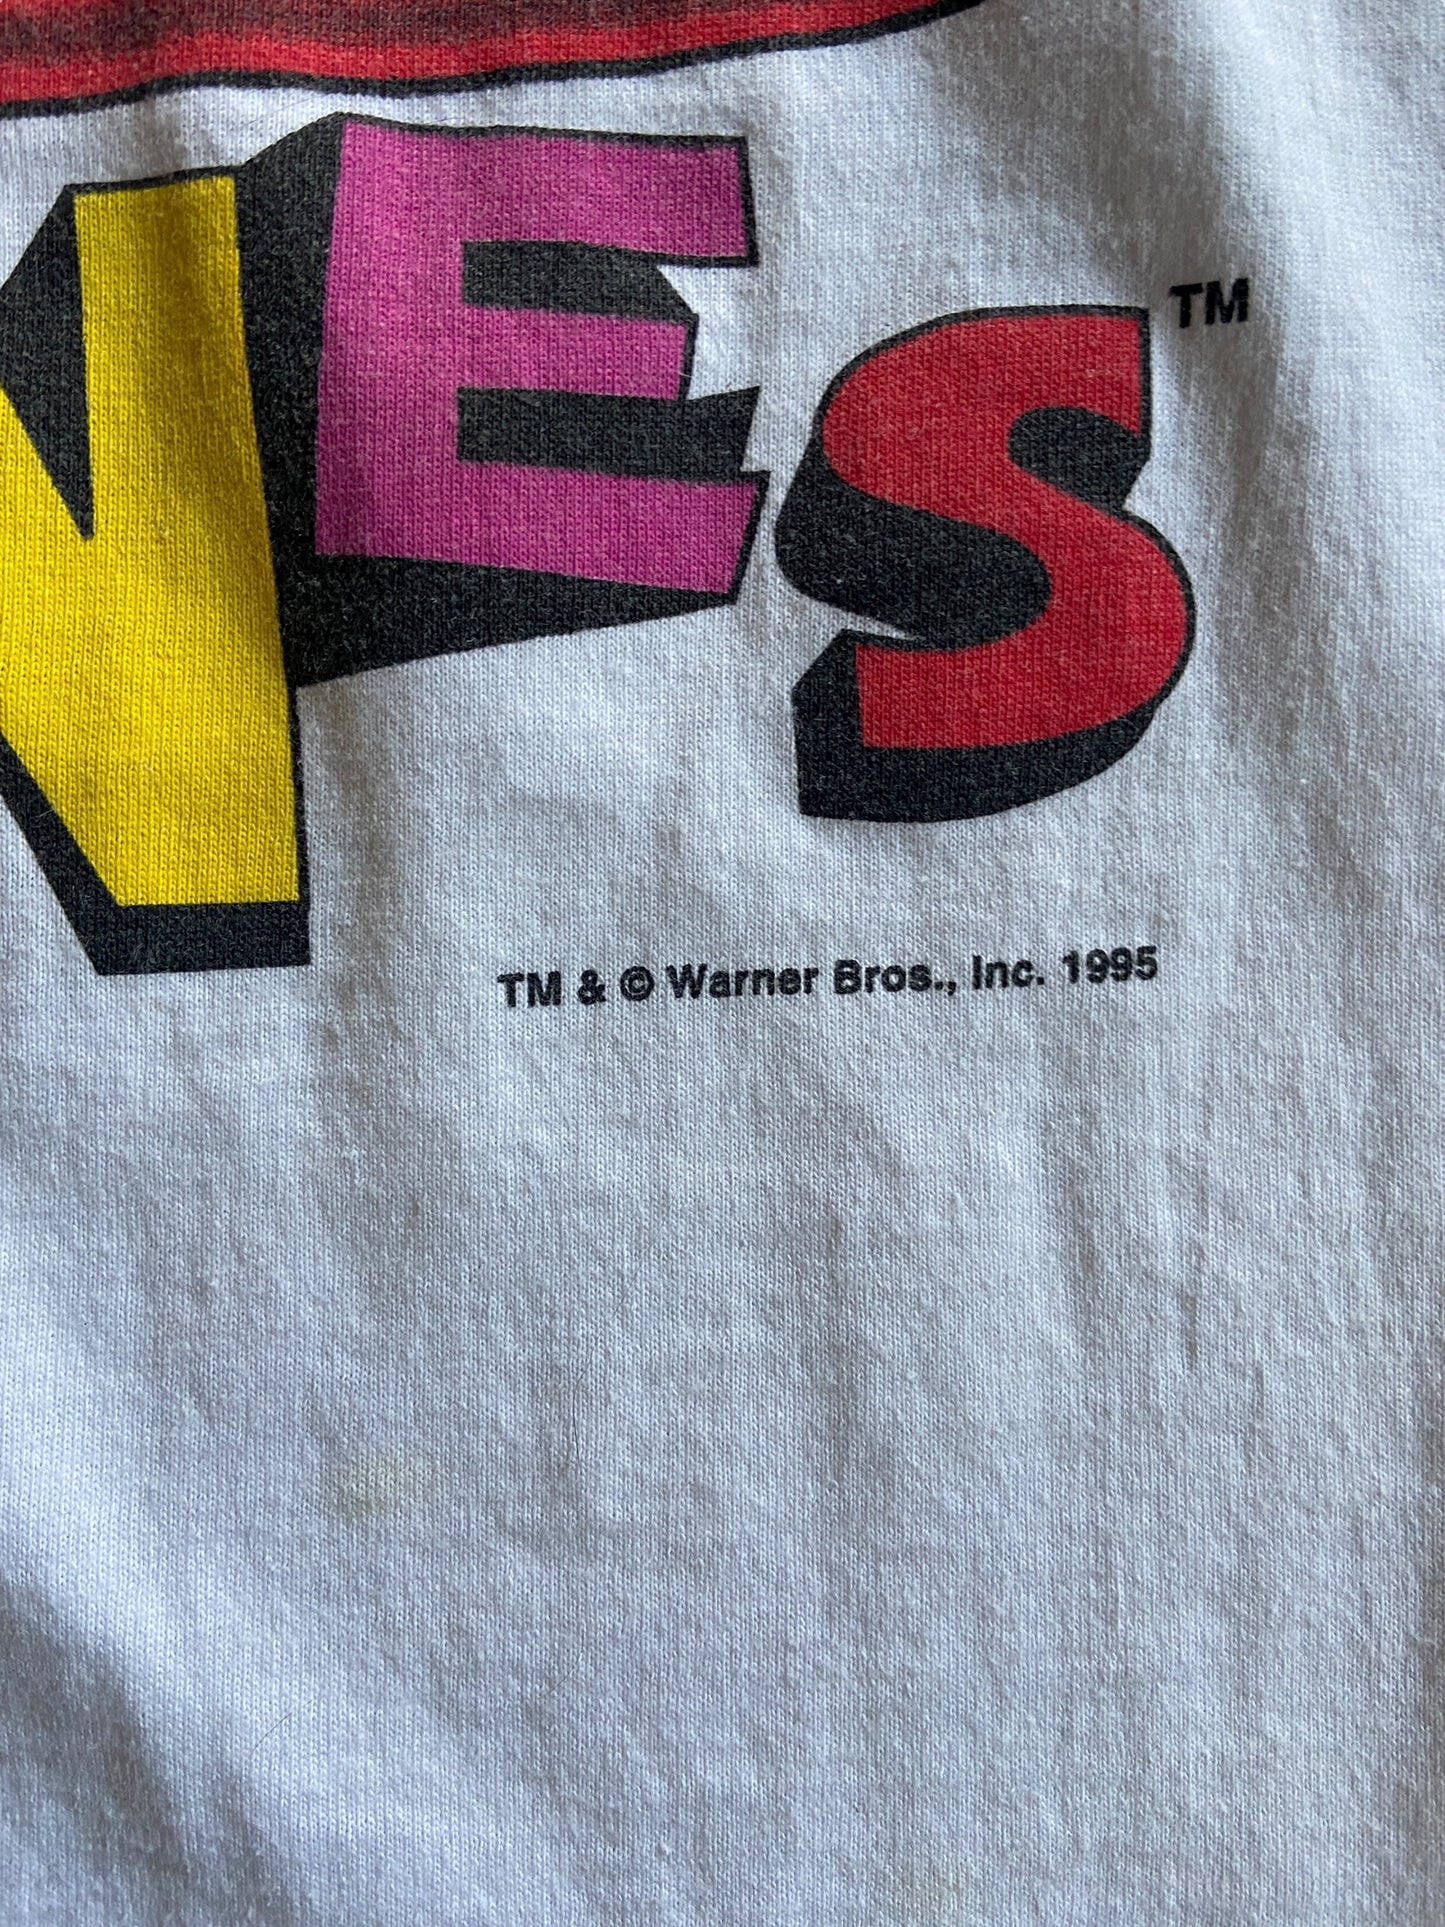 NES™
TM & © Warner Bros., Inc. 1995